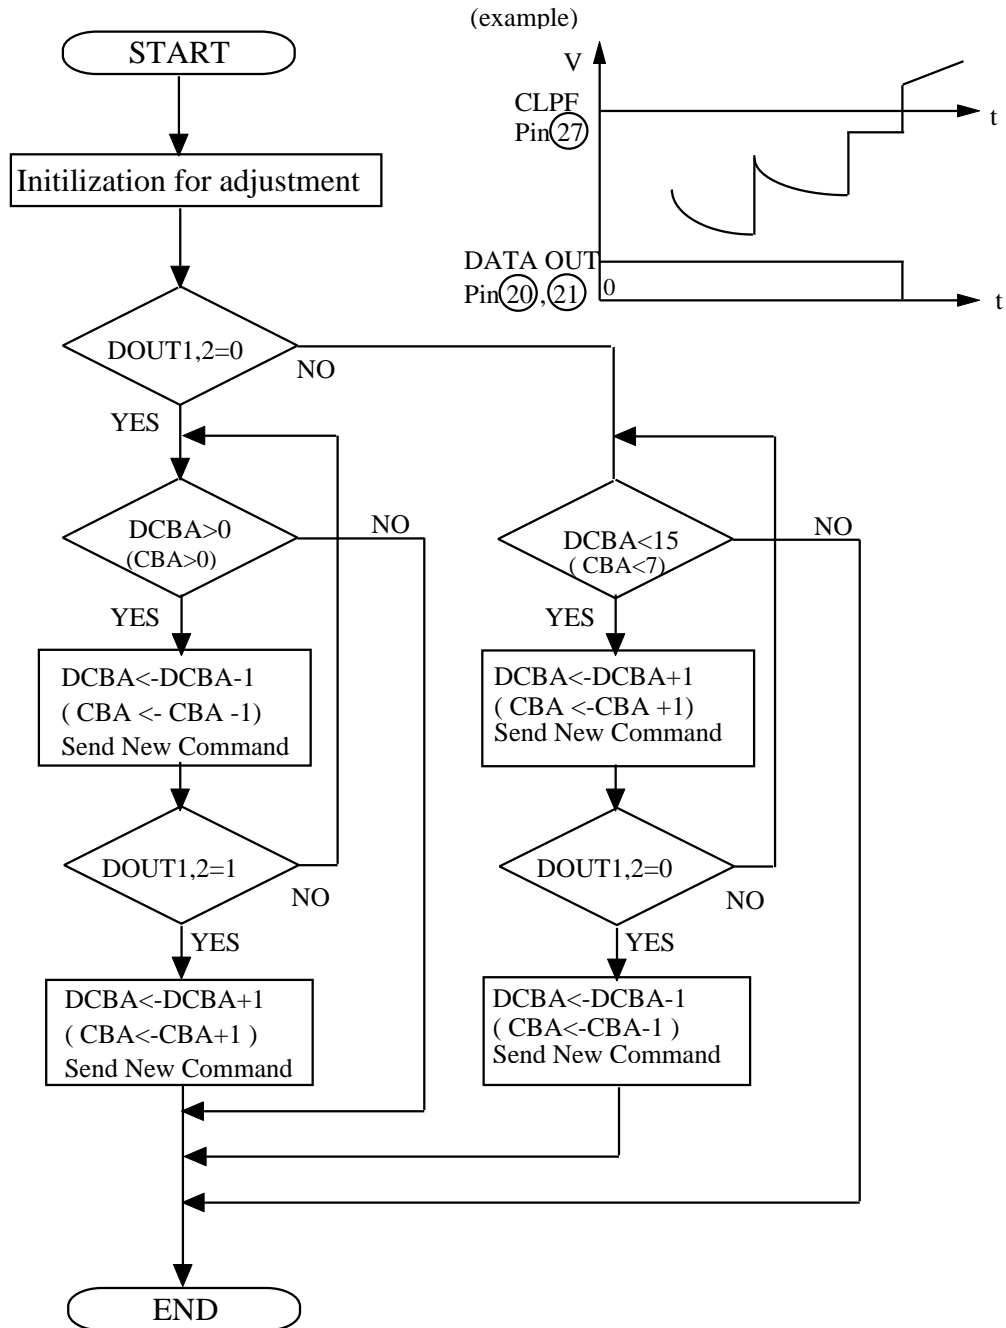 (example)
START
V
CLPF
Pin 27
t
Initilization for adjustment
DATA OUT
Pin 20 , 21
0
t
DOUT1,2=0
NO
YES
DCBA>0
(CBA>0)
NO
YES
DCBA<-DCBA-1
( CBA <- CBA -1)
Send New Command
DOUT1,2=1
NO
YES
DCBA<-DCBA+1
( CBA<-CBA+1 )
Send New Command
DCBA<15
( CBA<7)
NO
YES
DCBA<-DCBA+1
( CBA <-CBA +1)
Send New Command
DOUT1,2=0
NO
YES
DCBA<-DCBA-1
( CBA<-CBA-1 )
Send New Command
END